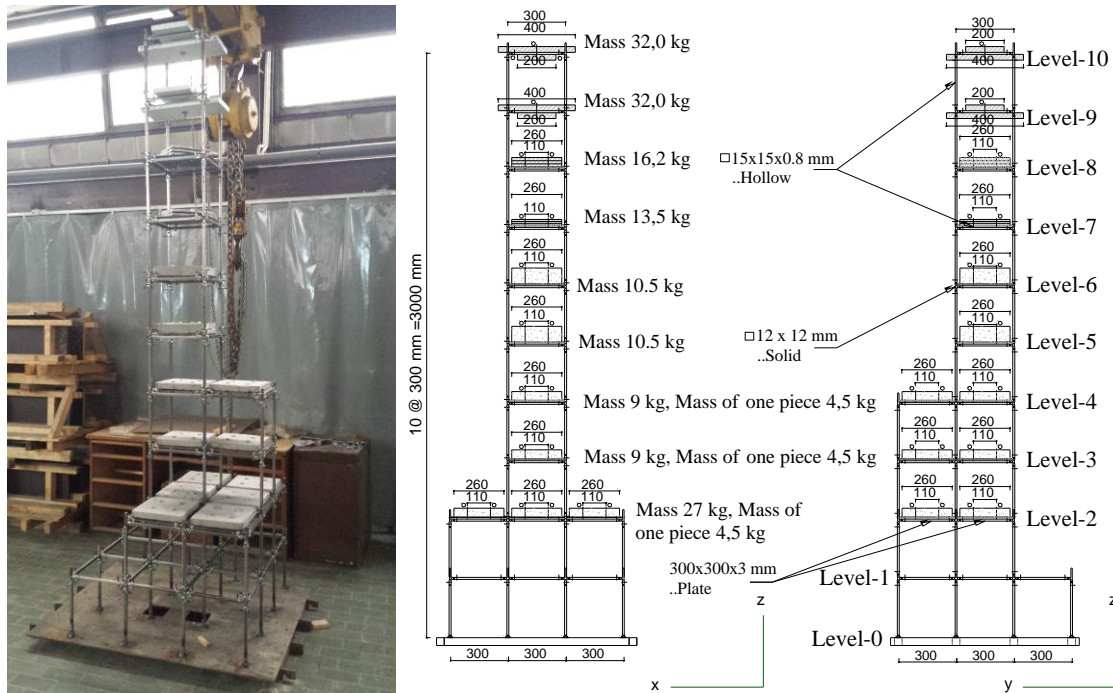 300
400
Mass 32,0 kg
200
400
Mass 32,0 kg
200
260
110
Mass 16,2 kg
260
110
Mass 13,5 kg
260
110
Mass 10.5 kg
260
110
Mass 10.5 kg
260
110
Mass 9 kg, Mass of one piece 4,5 kg
260
110
Mass 9 kg, Mass of one piece 4,5 kg
260 260 260
110 110 110
Mass 27 kg, Mass of
one piece 4,5 kg
10 @ 300 mm =3000 mm
300 300 300
x
z
□15x15x0.8 mm
..Hollow
□12 x 12 mm
..Solid
300x300x3 mm
..Plate
300
200
400
Level-10
200
400
Level-9
260
110
Level-8
260
110
Level-7
260
110
Level-6
260
110
Level-5
260 260
110 110
Level-4
260 260
110 110
Level-3
260 260
110 110
Level-2
Level-1
Level-0
300 300 300
y
z